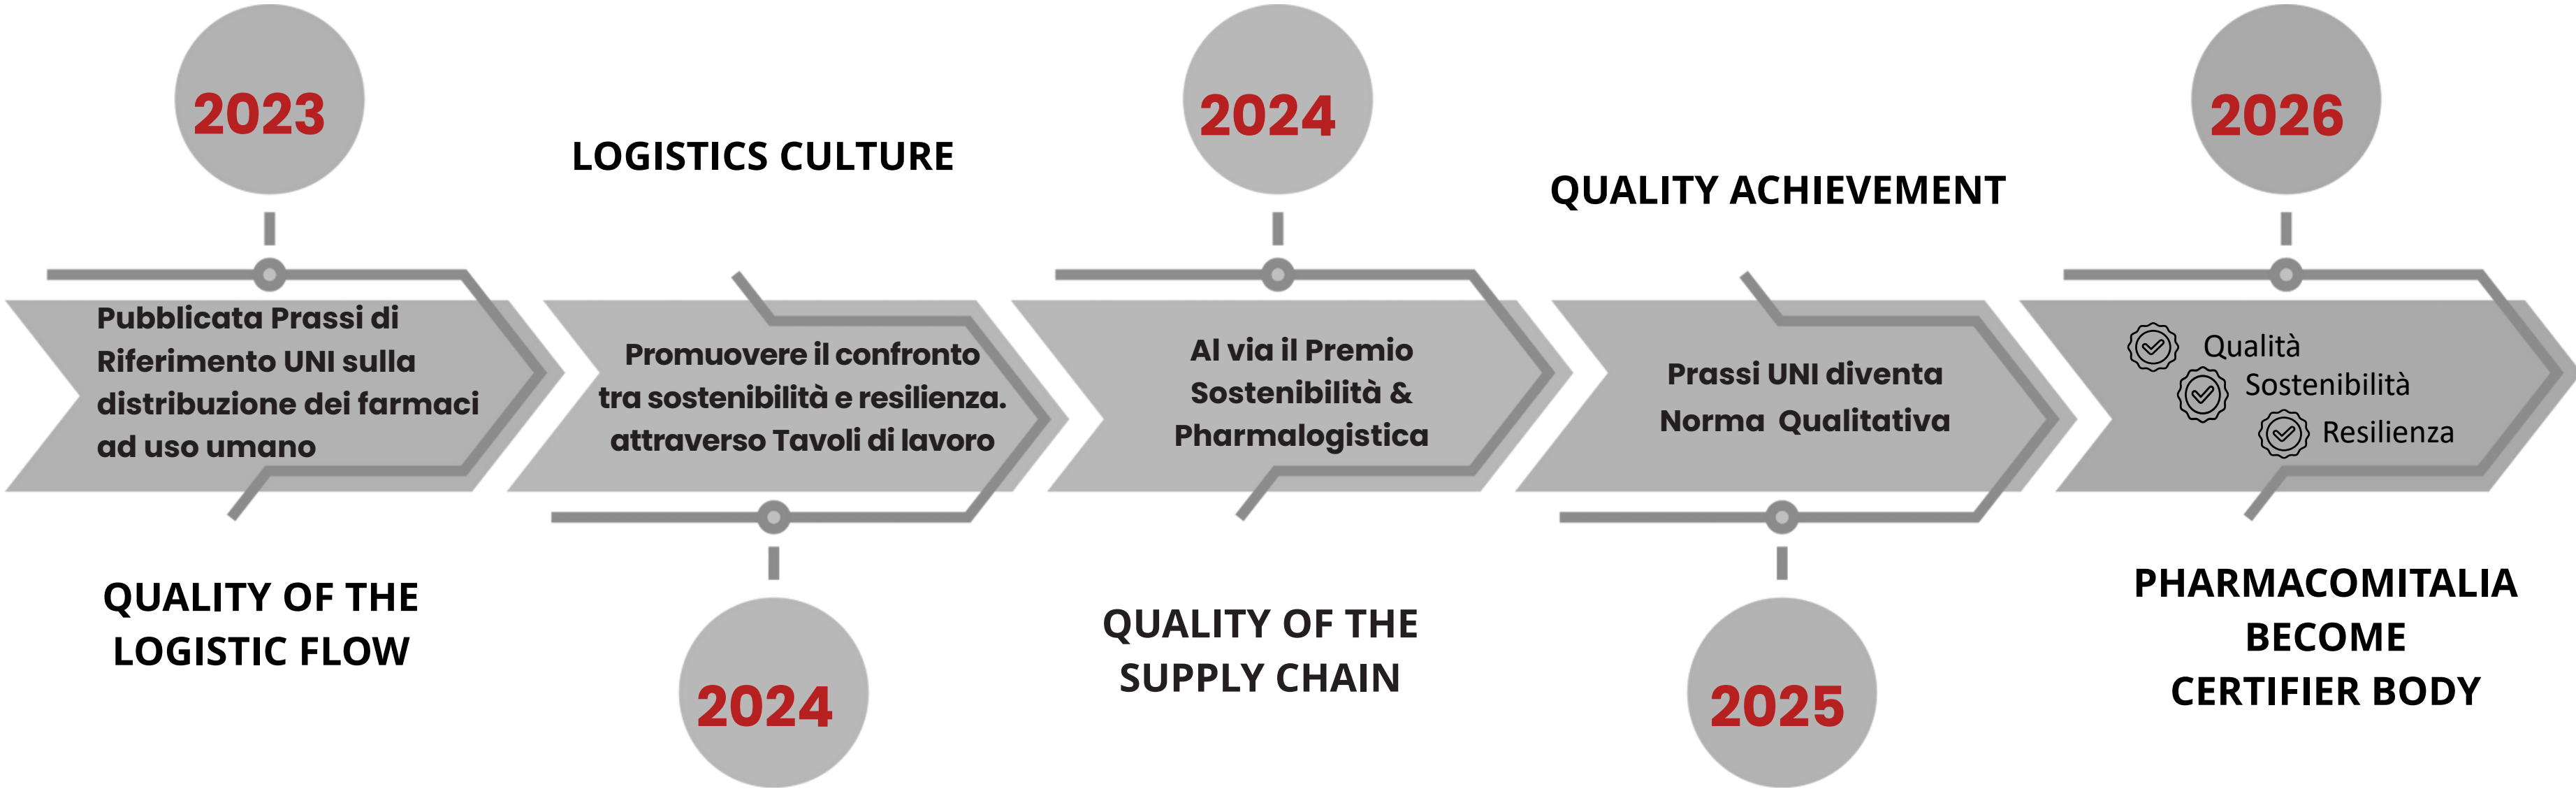 2023
Pubblicata Prassi di
Riferimento UNI sulla
distribuzione dei farmaci
ad uso umano
QUALITY OF THE
LOGISTIC FLOW
LOGISTICS CULTURE
Promuovere il confronto
tra sostenibilità e resilienza.
attraverso Tavoli di lavoro
2024
2024
Al via il Premio
Sostenibilità &
Pharmalogistica
QUALITY OF THE
SUPPLY CHAIN
QUALITY ACHIEVEMENT
Prassi UNI diventa
Norma Qualitativa
2025
2026
Qualità
Sostenibilità
Resilienza
PHARMACOMITALIA
BECOME
CERTIFIER BODY